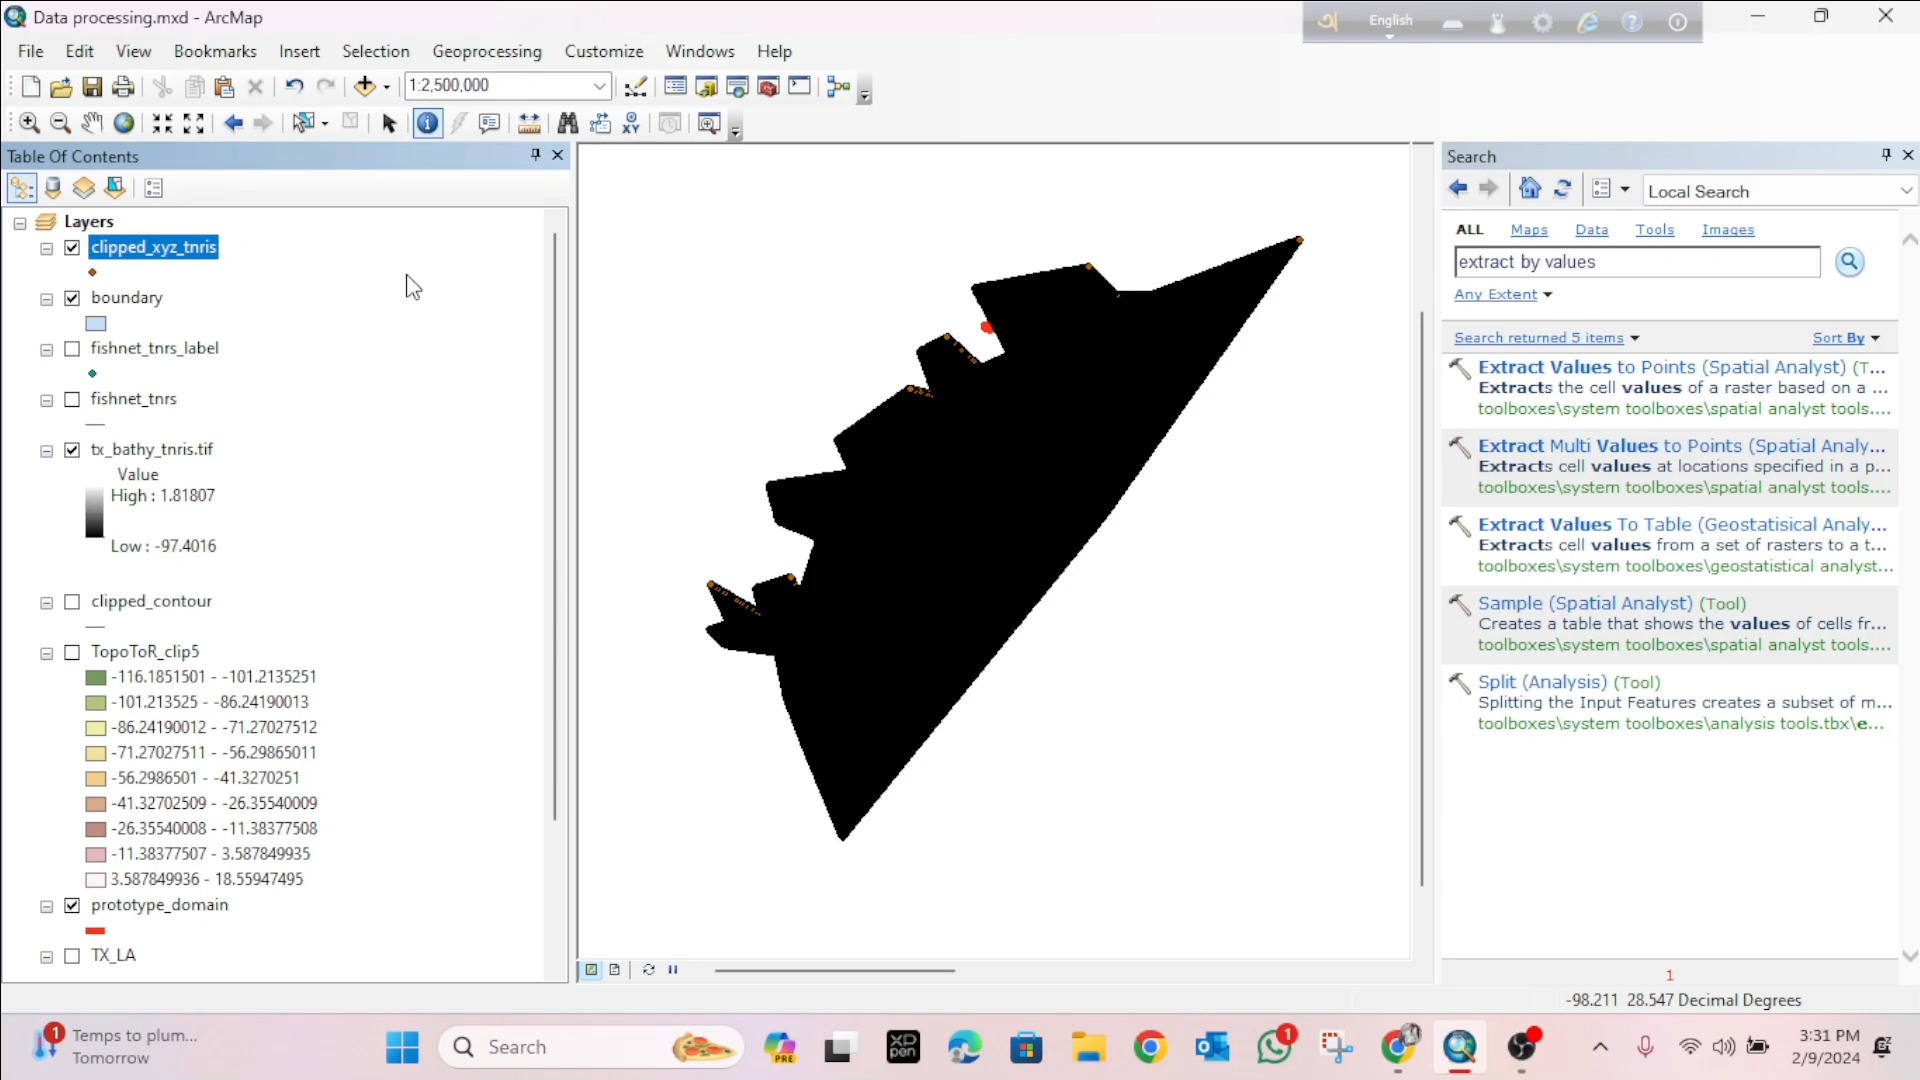 Data processing.mxd - ArcMap
English
File Edit View Bookmarks Insert Selection Geoprocessing Customize Windows Help
1:2,500,000
Table Of Contents
Layers
clipped_xyz_tnris
boundary
fishnet_tnrs_label
fishnet_tnrs
tx_bathy_tnris.tif
Value
High : 1.81807
Low : -97.4016
clipped_contour
TopoToR_clip5
-116.1851501 - -101.2135251
-101.213525 - -86.24190013
-86.24190012 - -71.27027512
-71.27027511 - -56.29865011
-56.2986501 - -41.3270251
-41.32702509 - -26.35540009
-26.35540008 - -11.38377508
-11.38377507 - 3.587849935
3.587849936 - 18.55947495
prototype_domain
TX_LA
Search
Local Search
ALL Maps Data Tools Images
extract by values
Any Extent
Search returned 5 items Sort By
Extract Values to Points (Spatial Analyst) (T...
Extracts the cell values of a raster based on a ...
toolboxes\system toolboxes\spatial analyst tools....
Extract Multi Values to Points (Spatial Analy...
Extracts cell values at locations specified in a p...
toolboxes\system toolboxes\spatial analyst tools....
Extract Values To Table (Geostatisical Analy...
Extracts cell values from a set of rasters to a t...
toolboxes\system toolboxes\geostatistical analyst...
Sample (Spatial Analyst) (Tool)
Creates a table that shows the values of cells fr...
toolboxes\system toolboxes\spatial analyst tools....
Split (Analysis) (Tool)
Splitting the Input Features creates a subset of m...
toolboxes\system toolboxes\analysis tools.tbx\e...
1
-98.211 28.547 Decimal Degrees
1
Temps to plum...
Tomorrow
Search
PRE
XP
pen
1
3:31 PM
2/9/2024